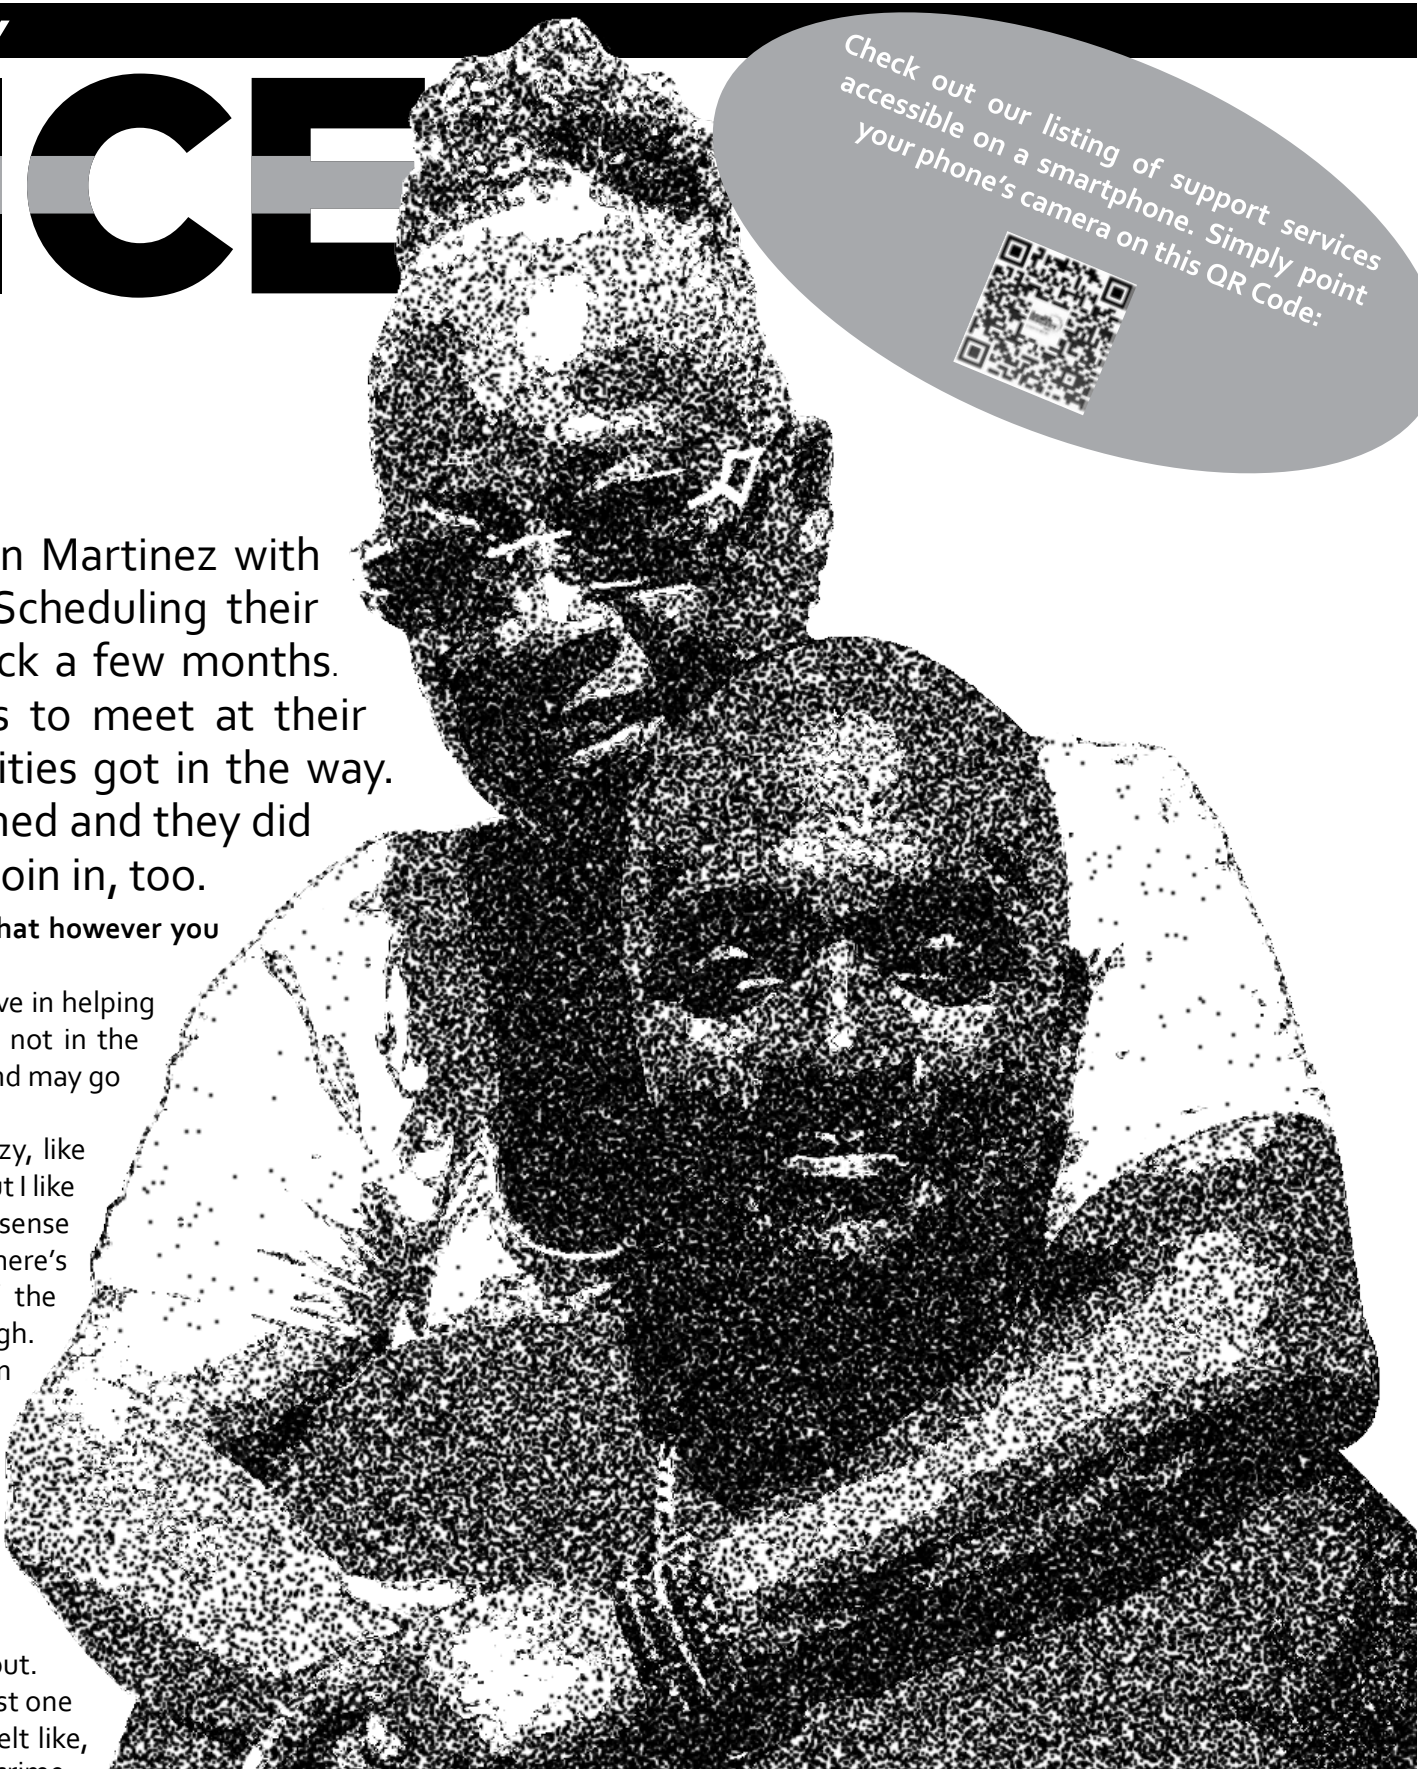 ICE
Check out our listing of support services
accessible on a smartphone. Simply point
your phone's camera on this QR Code:
n Martinez with
Scheduling their
ck a few months.
s to meet at their
ities got in the way.
ned and they did
oin in, too.
hat however you
ve in helping
not in the
nd may go
zy, like
ut I like
sense
here's
the
gh.
n
out.
st one
elt like,
crime